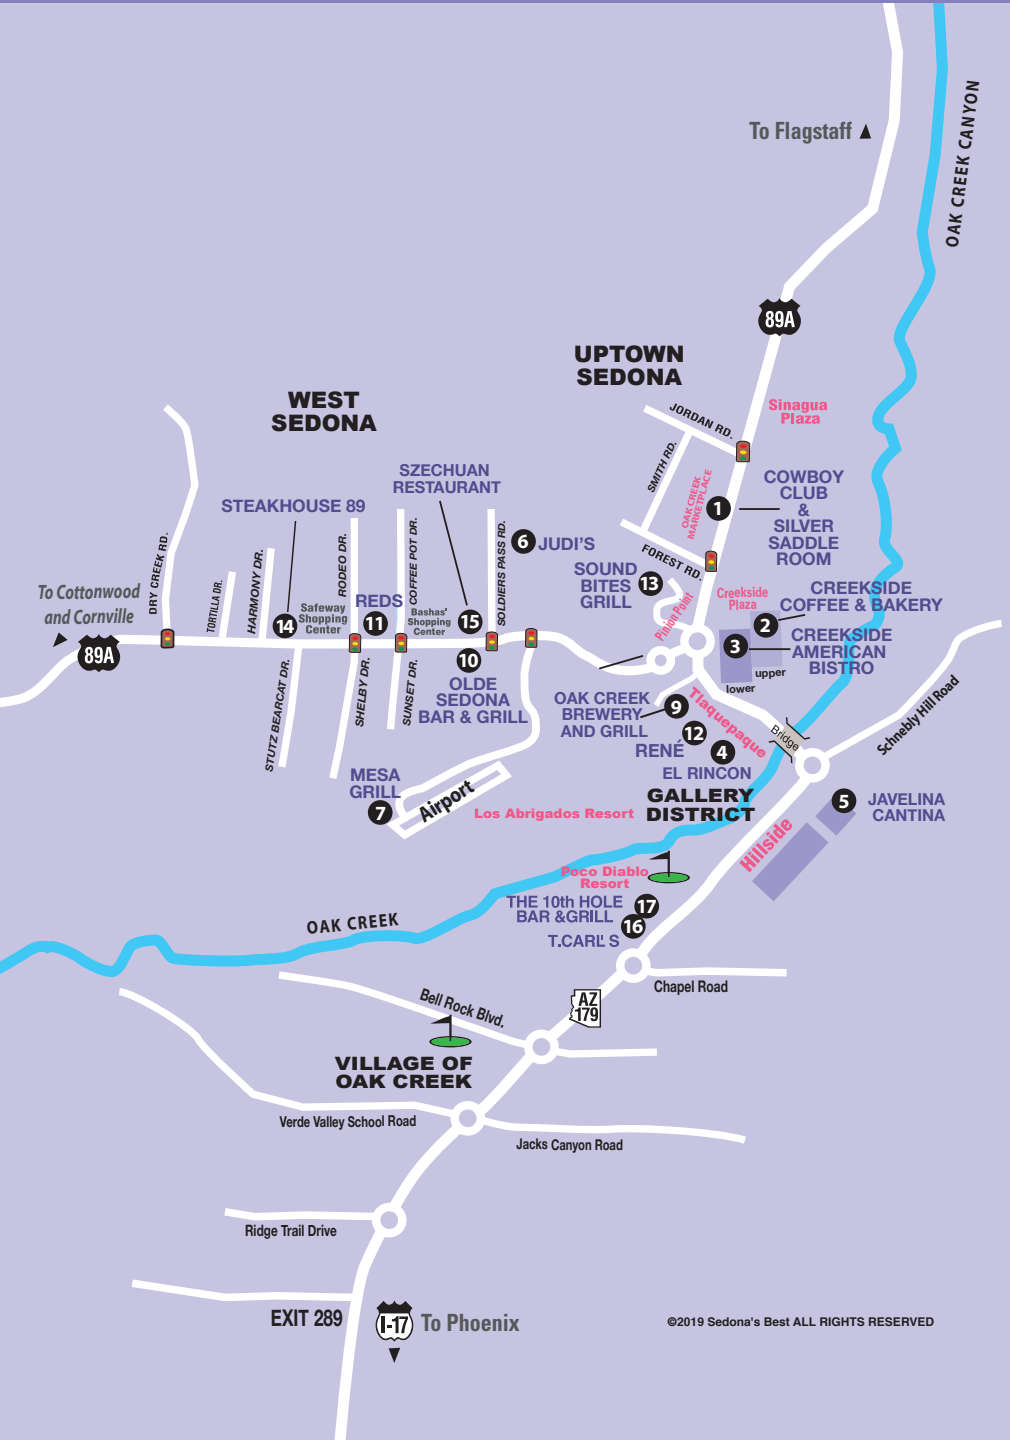 To Flagstaff
OAK CREEK CANYON
89A
UPTOWN
SEDONA
WEST
SEDONA
Sinagua
Plaza
JORDAN RD.
SMITH RD.
OAK CREEK
MARKETPLACE
1
COWBOY
CLUB
&
SILVER
SADDLE
ROOM
SZECHUAN
RESTAURANT
STEAKHOUSE 89
DRY CREEK RD.
TORTILLA DR.
HARMONY DR.
RODEO DR.
COFFEE POT DR.
SOLDIERS PASS RD.
6
JUDI'S
FOREST RD.
SOUND
BITES
GRILL
13
Pinion Point
Creekside
Plaza
CREEKSIDE
COFFEE & BAKERY
2
CREEKSIDE
AMERICAN
BISTRO
3
upper
lower
To Cottonwood
and Cornville
89A
14
Safeway
Shopping
Center
REDS
11
Bashas'
Shopping
Center
15
10
OLDE
SEDONA
BAR & GRILL
STUTZ BEARCAT DR.
SHELBY DR.
SUNSET DR.
OAK CREEK
BREWERY
AND GRILL
9
Tlaquepaque
12
RENÉ
4
EL RINCON
Bridge
Schnebly Hill Road
MESA
GRILL
7
Airport
Los Abrigados Resort
GALLERY
DISTRICT
5
JAVELINA
CANTINA
Hillside
Poco Diablo
Resort
THE 10th HOLE
BAR &GRILL
17
16
T.CARL' S
OAK CREEK
Chapel Road
AZ
179
Bell Rock Blvd.
VILLAGE OF
OAK CREEK
Verde Valley School Road
Jacks Canyon Road
Ridge Trail Drive
EXIT 289
I-17
To Phoenix
©2019 Sedona's Best ALL RIGHTS RESERVED